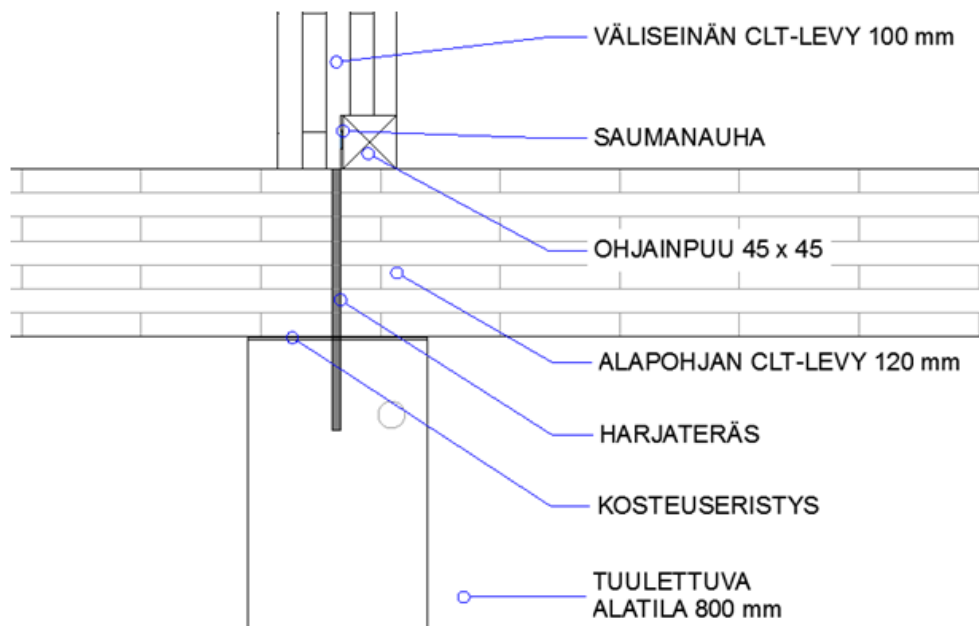 VÄLISEINÄN CLT-LEVY 100 mm
SAUMANAUHA
OHJAINPUU 45 x 45
ALAPOHJAN CLT-LEVY 120 mm
HARJATERÄS
KOSTEUSERISTYS
TUULETTUVA
ALATILA 800 mm